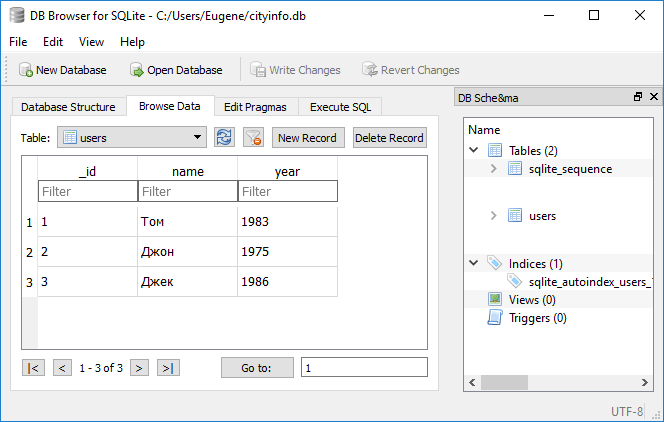 DB Browser for SQLite - C:/Users/Eugene/cityinfo.db
File Edit View Help
New Database Open Database Write Changes Revert Changes
Database Structure Browse Data Edit Pragmas Execute SQL
Table: users New Record Delete Record
_id name year
Filter Filter Filter
1 1 Том 1983
2 2 Джон 1975
3 3 Джек 1986
|< < 1 - 3 of 3 > >| Go to: 1
DB Sche&ma
Name
Tables (2)
sqlite_sequence
users
Indices (1)
sqlite_autoindex_users_
Views (0)
Triggers (0)
UTF-8